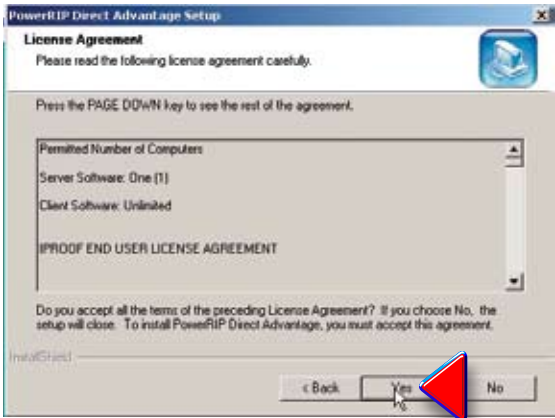 PowerRIP Direct Advantage Setup
License Agreement
Please read the following license agreement carefully.
Press the PAGE DOWN key to see the rest of the agreement.
Permitted Number of Computers
Server Software: One (1)
Client Software: Unlimited
IPROOF END USER LICENSE AGREEMENT
Do you accept all the terms of the preceding License Agreement? If you choose No, the
setup will close. To install PowerRIP Direct Advantage, you must accept this agreement.
InstallShield
< Back
Yes
No